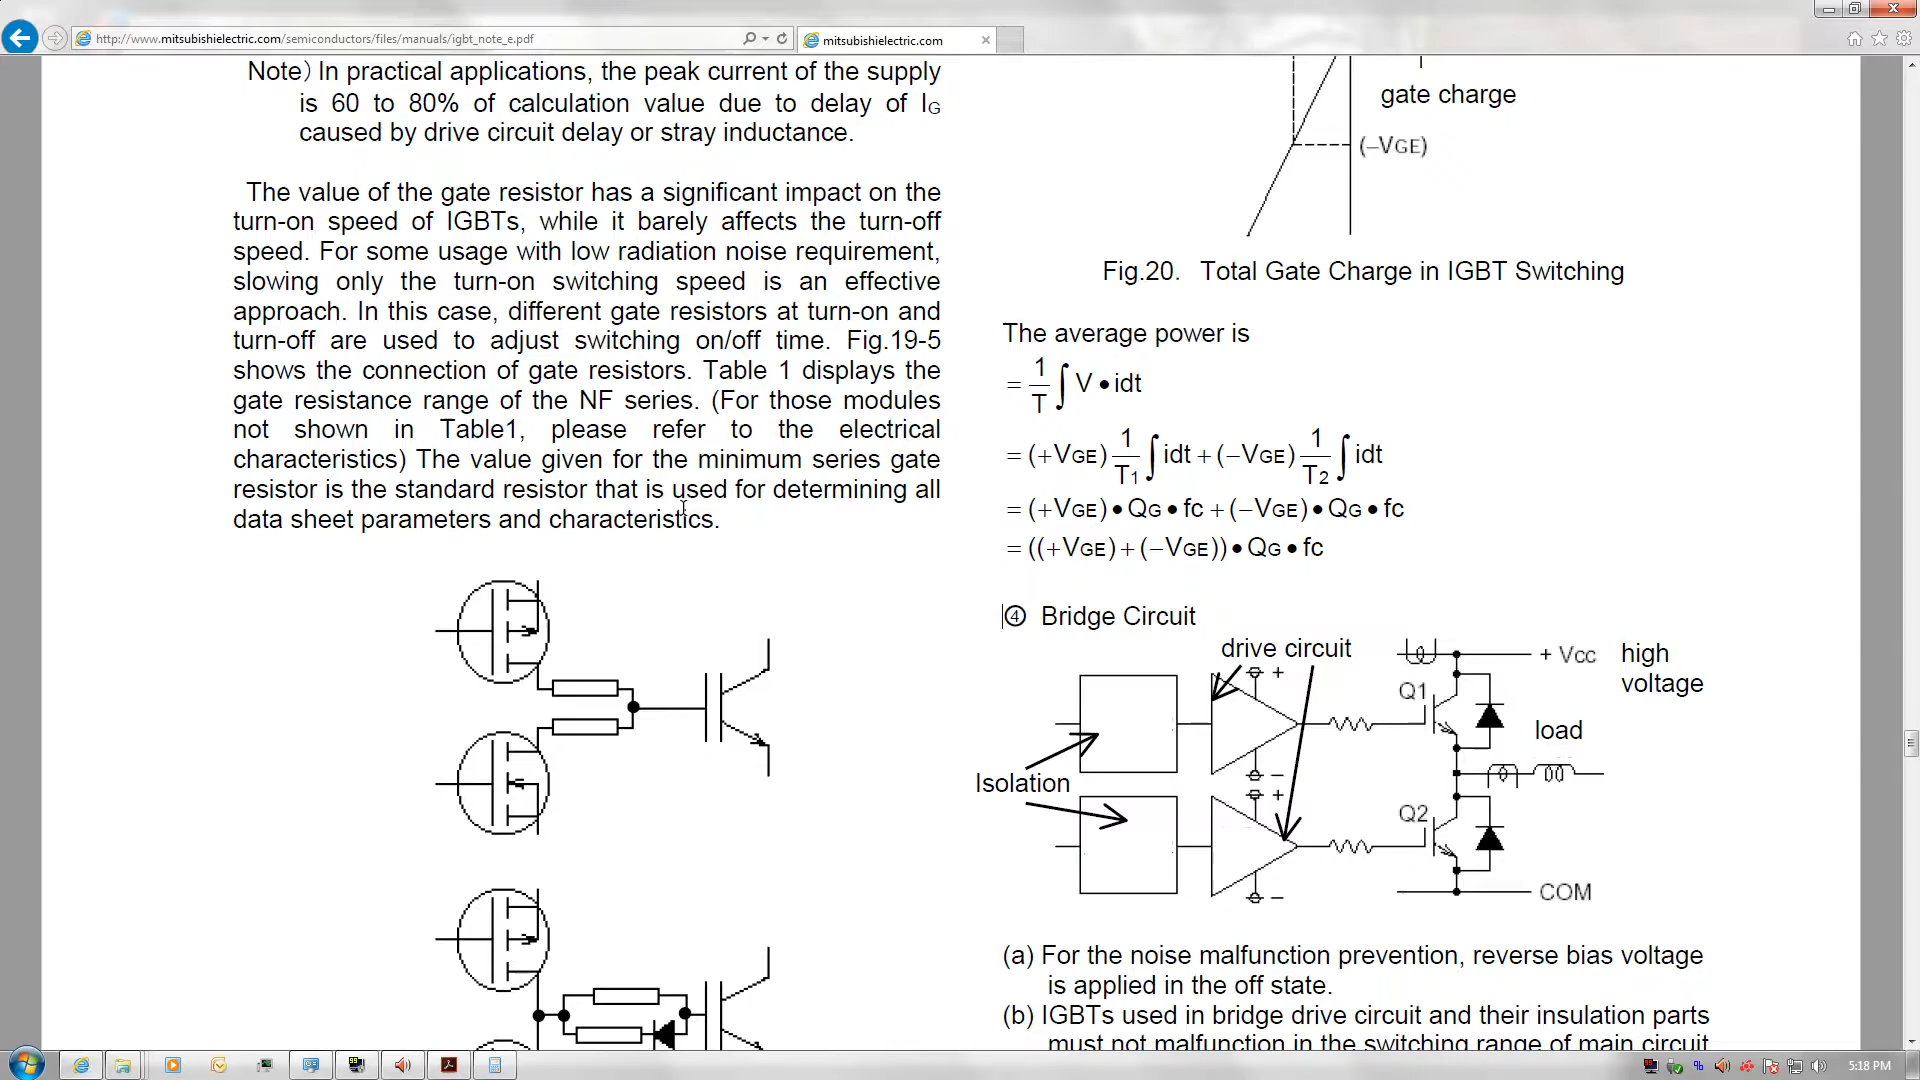 http://www.mitsubishielectric.com/semiconductors/files/manuals/igbt_note_e.pdf
mitsubishielectric.com
Note) In practical applications, the peak current of the supply
is 60 to 80% of calculation value due to delay of IG
caused by drive circuit delay or stray inductance.
The value of the gate resistor has a significant impact on the
turn-on speed of IGBTs, while it barely affects the turn-off
speed. For some usage with low radiation noise requirement,
slowing only the turn-on switching speed is an effective
approach. In this case, different gate resistors at turn-on and
turn-off are used to adjust switching on/off time. Fig.19-5
shows the connection of gate resistors. Table 1 displays the
gate resistance range of the NF series. (For those modules
not shown in Table1, please refer to the electrical
characteristics) The value given for the minimum series gate
resistor is the standard resistor that is used for determining all
data sheet parameters and characteristics.
gate charge
(−VGE)
Fig.20. Total Gate Charge in IGBT Switching
The average power is
= 1/T ∫ V • idt
= (+VGE) 1/T1 ∫ idt + (−VGE) 1/T2 ∫ idt
= (+VGE) • QG • fc + (−VGE) • QG • fc
= ((+VGE) + (−VGE)) • QG • fc
④ Bridge Circuit
drive circuit
+ Vcc
high
voltage
+
Q1
load
Isolation
−
+
Q2
−
COM
(a) For the noise malfunction prevention, reverse bias voltage
is applied in the off state.
(b) IGBTs used in bridge drive circuit and their insulation parts
must not malfunction in the switching range of main circuit
5:18 PM